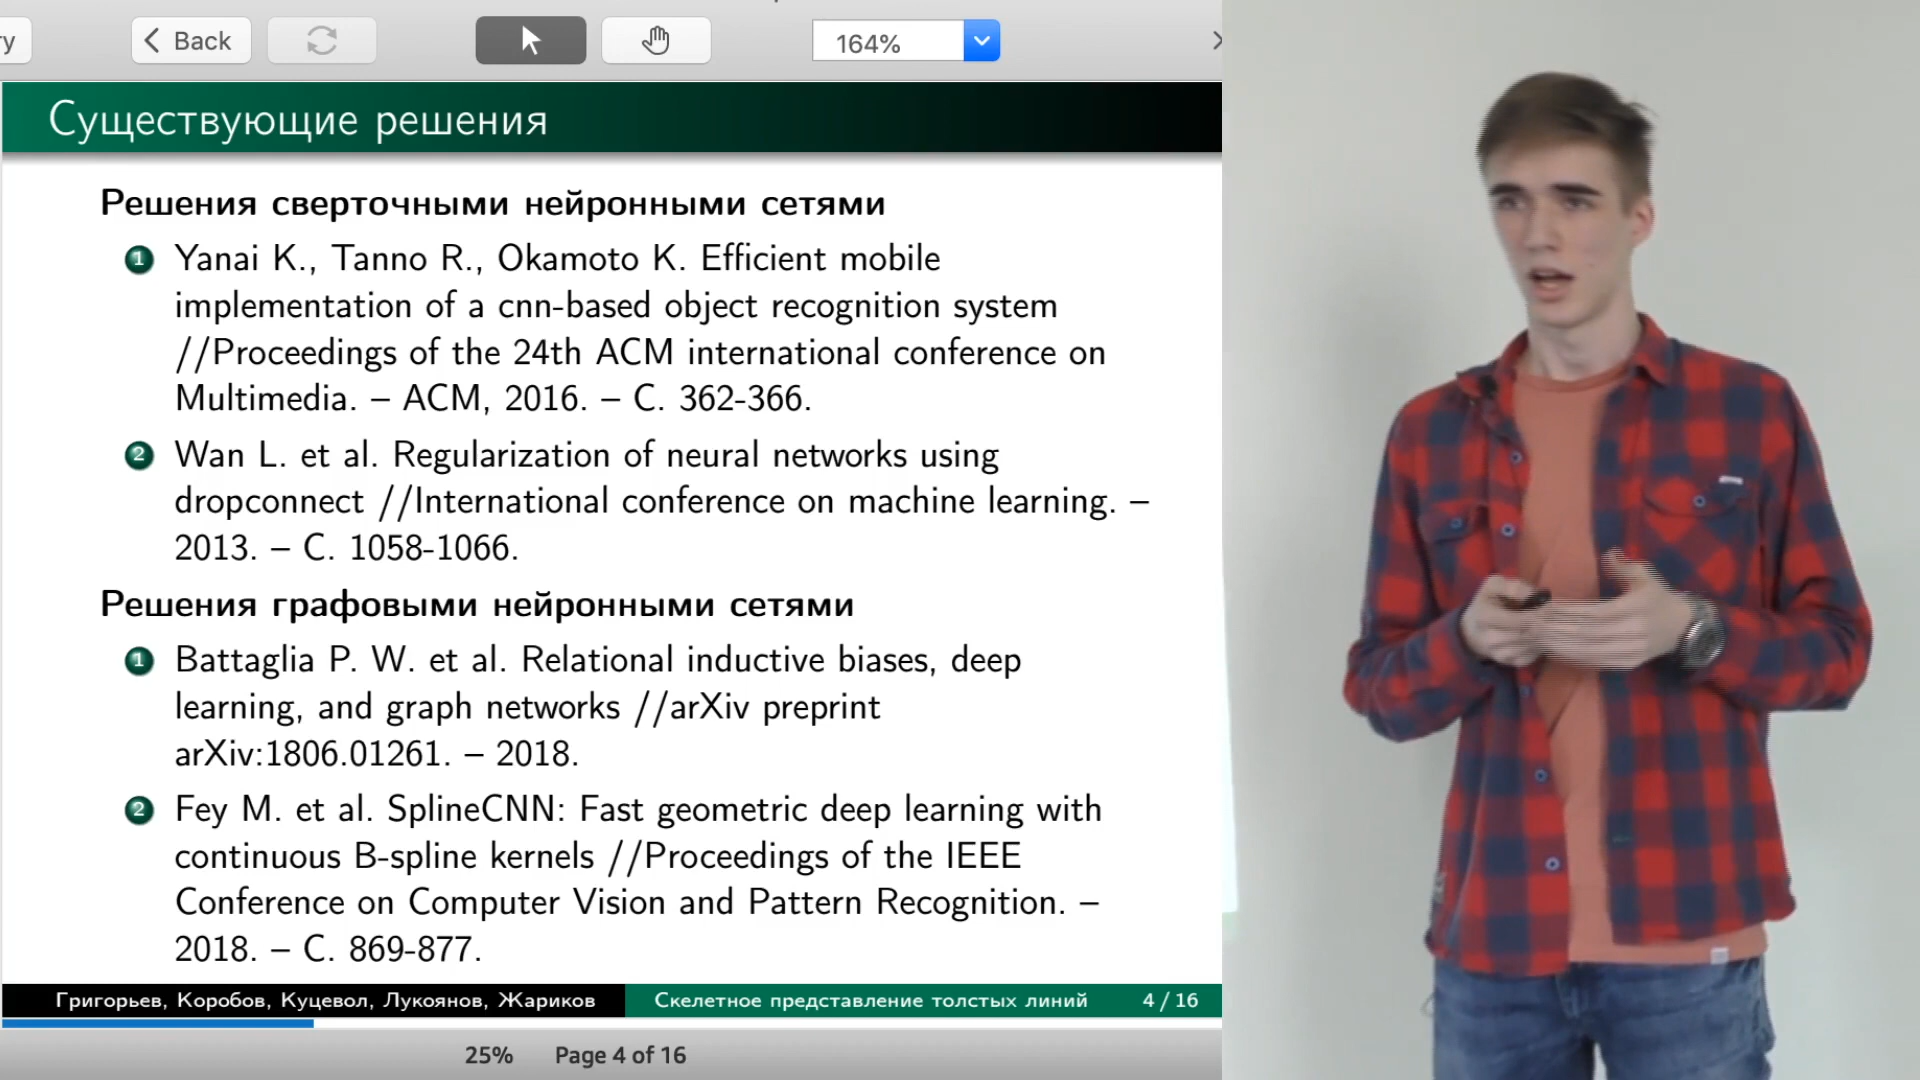 y
Back
164%
Существующие решения
Решения сверточными нейронными сетями
1 Yanai K., Tanno R., Okamoto K. Efficient mobile
implementation of a cnn-based object recognition system
//Proceedings of the 24th ACM international conference on
Multimedia. – ACM, 2016. – С. 362-366.
2 Wan L. et al. Regularization of neural networks using
dropconnect //International conference on machine learning. –
2013. – С. 1058-1066.
Решения графовыми нейронными сетями
1 Battaglia P. W. et al. Relational inductive biases, deep
learning, and graph networks //arXiv preprint
arXiv:1806.01261. – 2018.
2 Fey M. et al. SplineCNN: Fast geometric deep learning with
continuous B-spline kernels //Proceedings of the IEEE
Conference on Computer Vision and Pattern Recognition. –
2018. – С. 869-877.
Григорьев, Коробов, Куцевол, Лукоянов, Жариков
Скелетное представление толстых линий
4 / 16
25%
Page 4 of 16